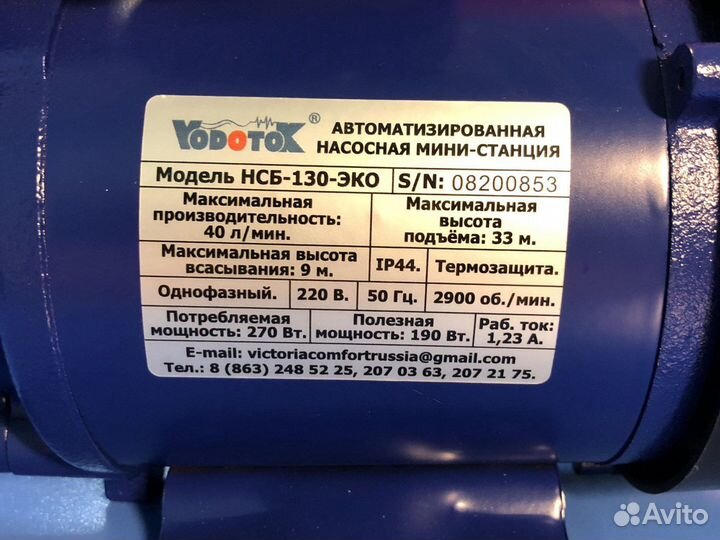 VODOTOK ®
АВТОМАТИЗИРОВАННАЯ
НАСОСНАЯ МИНИ-СТАНЦИЯ
Модель НСБ-130-ЭКО
S/N: 08200853
Максимальная
производительность:
40 л/мин.
Максимальная
высота
подъёма: 33 м.
Максимальная высота
всасывания: 9 м.
IP44.
Термозащита.
Однофазный.
220 В.
50 Гц.
2900 об./мин.
Потребляемая
мощность: 270 Вт.
Полезная
мощность: 190 Вт.
Раб. ток:
1,23 А.
E-mail: victoriacomfortrussia@gmail.com
Тел.: 8 (863) 248 52 25, 207 03 63, 207 21 75.
Avito